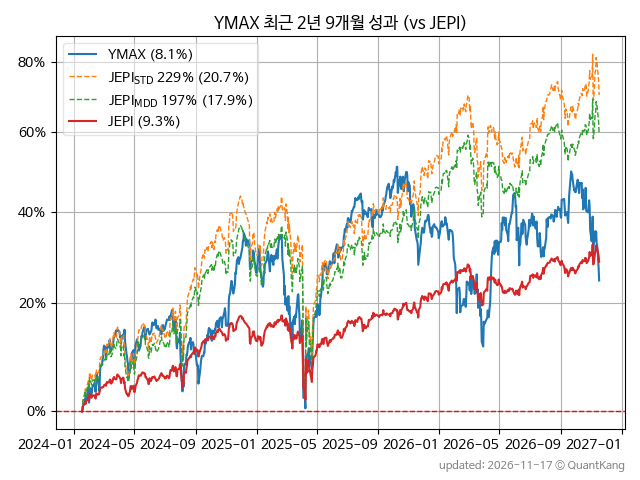 YMAX 최근 2년 9개월 성과 (vs JEPI)
YMAX (8.1%)
JEPI_STD 229% (20.7%)
JEPI_MDD 197% (17.9%)
JEPI (9.3%)
80%
60%
40%
20%
0%
2024-01 2024-05 2024-09 2025-01 2025-05 2025-09 2026-01 2026-05 2026-09 2027-01
updated: 2026-11-17 © QuantKang